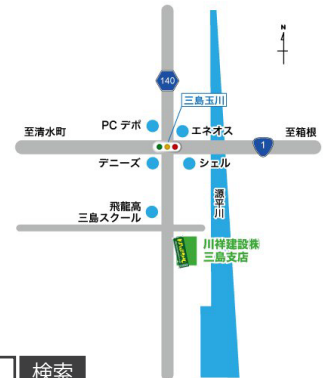 N
140
三島玉川
PC デポ
エネオス
至清水町
至箱根
1
デニーズ
シェル
源平川
飛龍高
三島スクール
川祥建設㈱
三島支店
検索